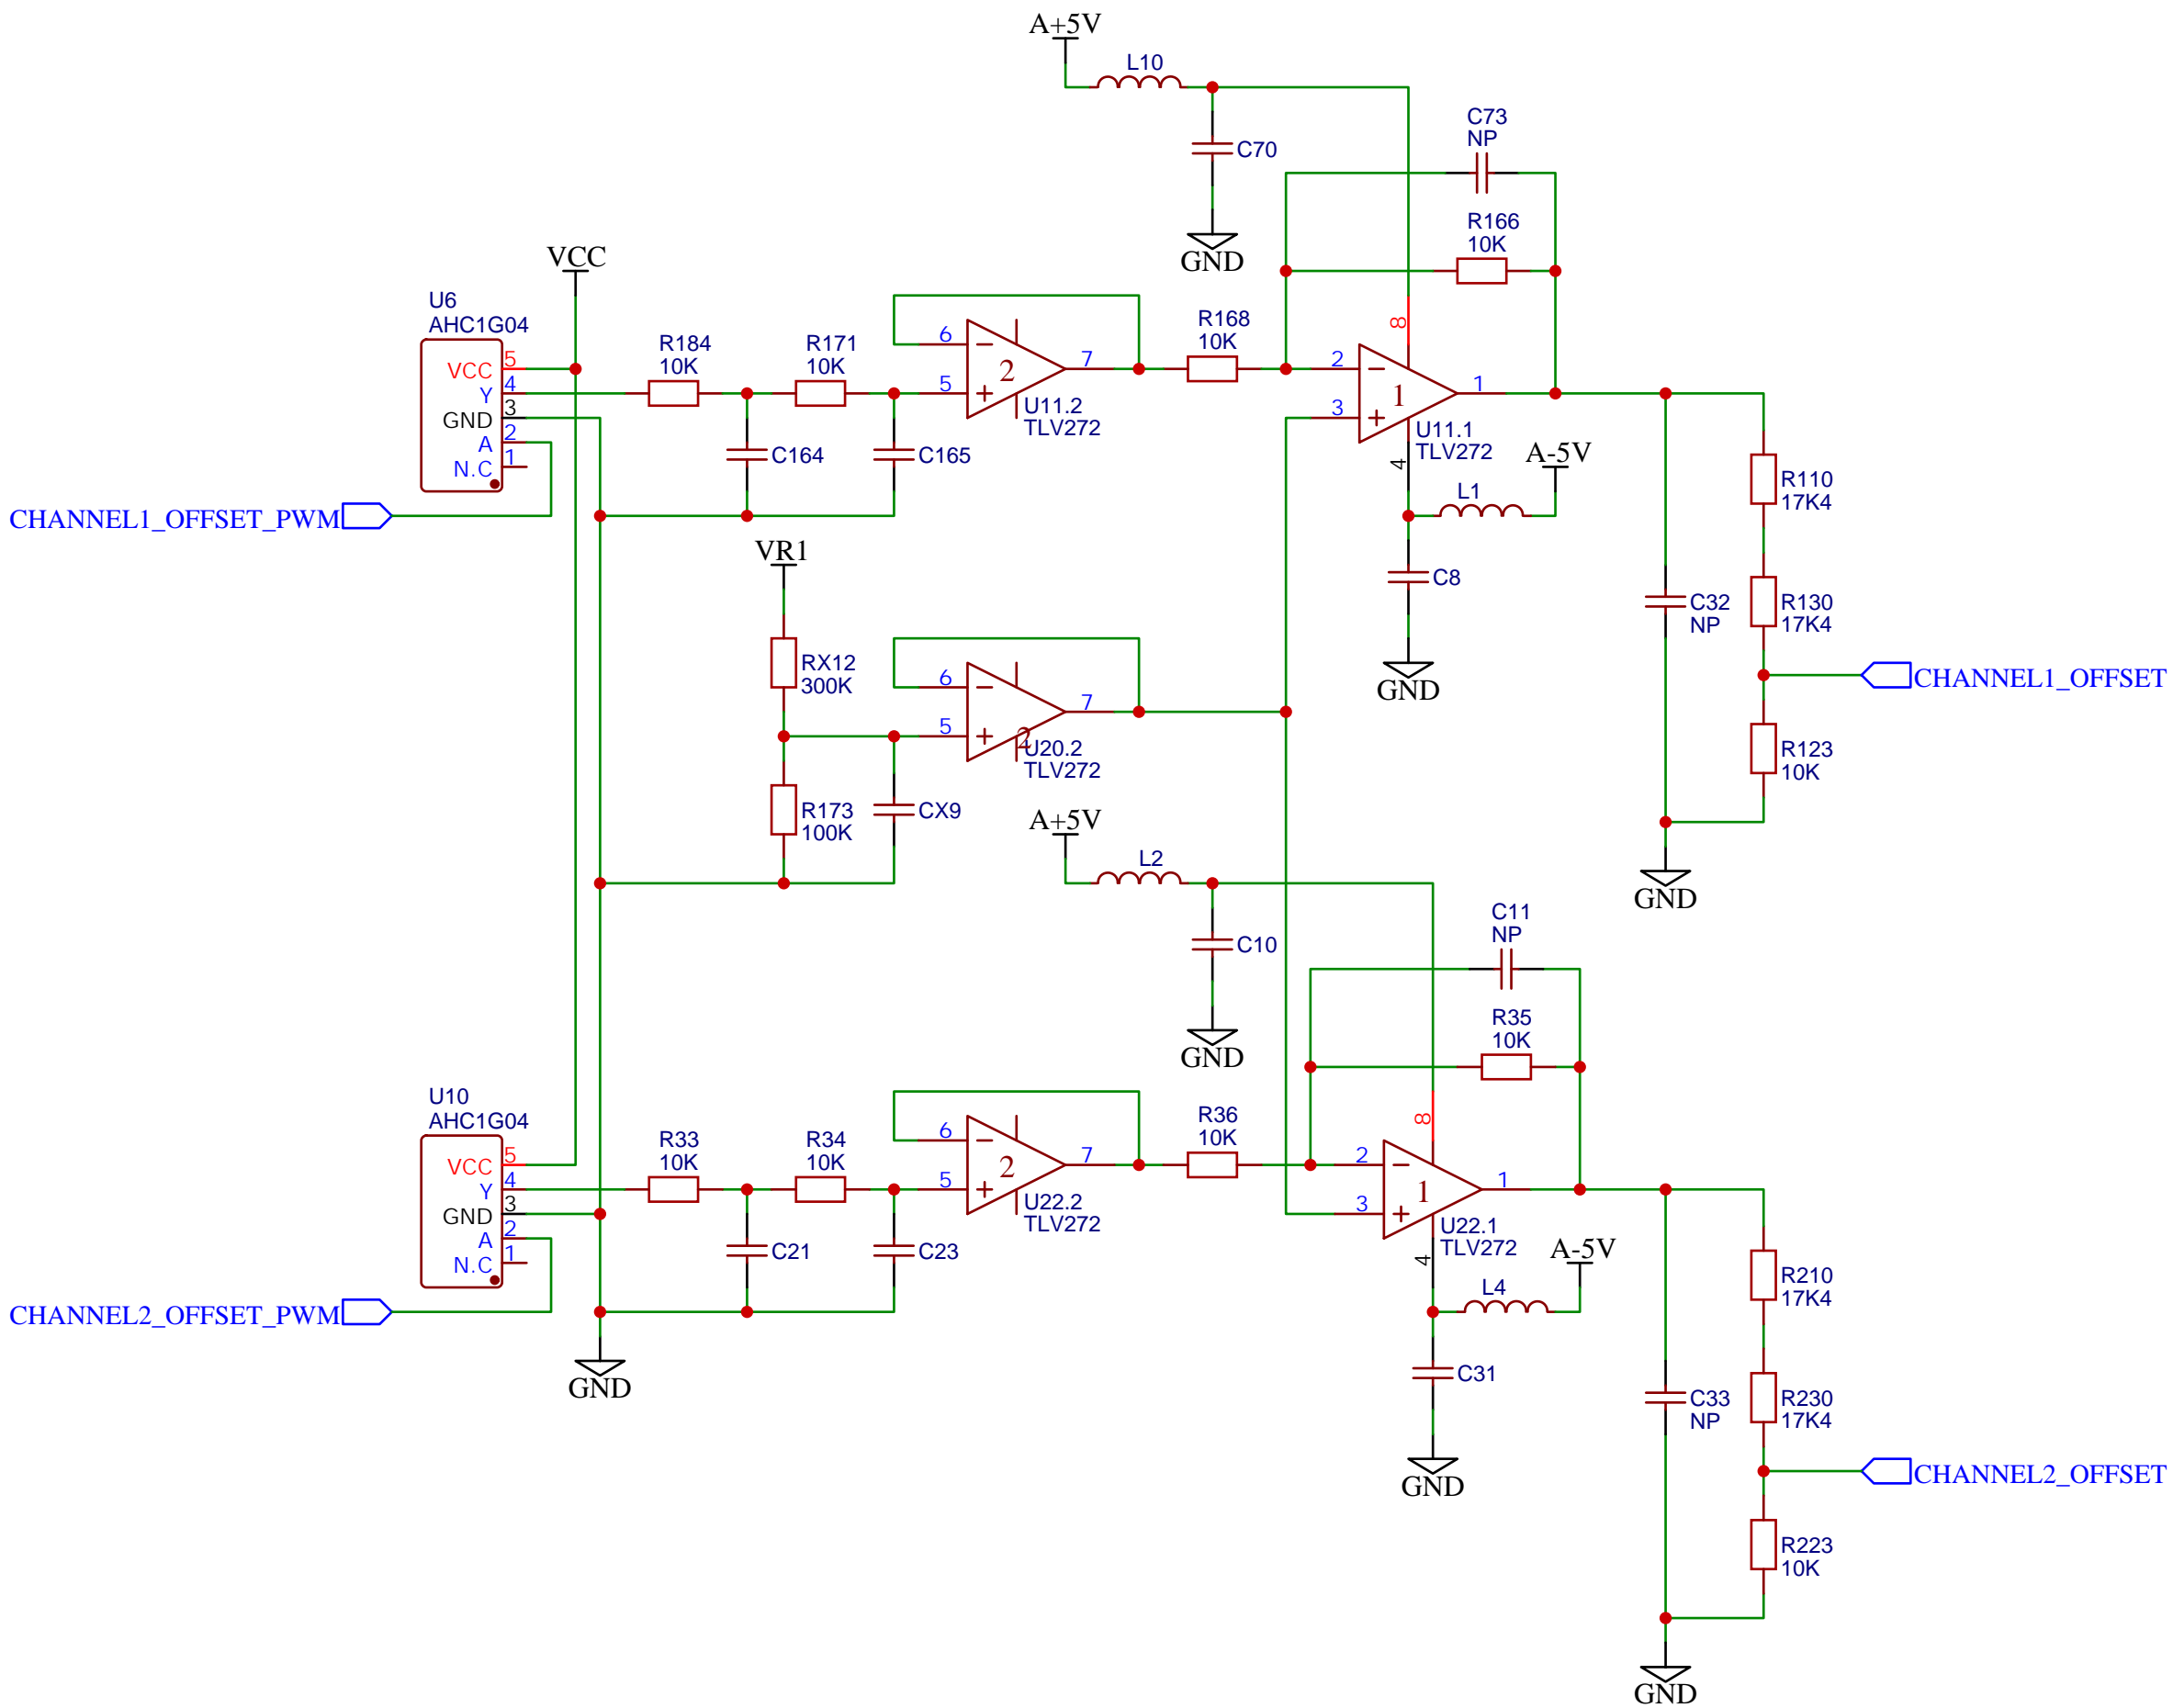 A+5V
L10
C70
GND
C73
NP
R166
10K
VCC
U6
AHC1G04
VCC 5
Y 4
GND 3
A 2
N.C 1
CHANNEL1_OFFSET_PWM
R184
10K
R171
10K
C164
C165
6
5
2
7
U11.2
TLV272
R168
10K
2
3
1
8
4
1
U11.1
TLV272
A-5V
L1
C8
GND
C32
NP
R110
17K4
R130
17K4
CHANNEL1_OFFSET
R123
10K
GND
VR1
RX12
300K
R173
100K
CX9
6
5
2
7
U20.2
TLV272
A+5V
L2
C10
GND
C11
NP
R35
10K
U10
AHC1G04
VCC 5
Y 4
GND 3
A 2
N.C 1
CHANNEL2_OFFSET_PWM
R33
10K
R34
10K
C21
C23
GND
6
5
2
7
U22.2
TLV272
R36
10K
2
3
1
8
4
1
U22.1
TLV272
A-5V
L4
C31
GND
C33
NP
R210
17K4
R230
17K4
CHANNEL2_OFFSET
R223
10K
GND